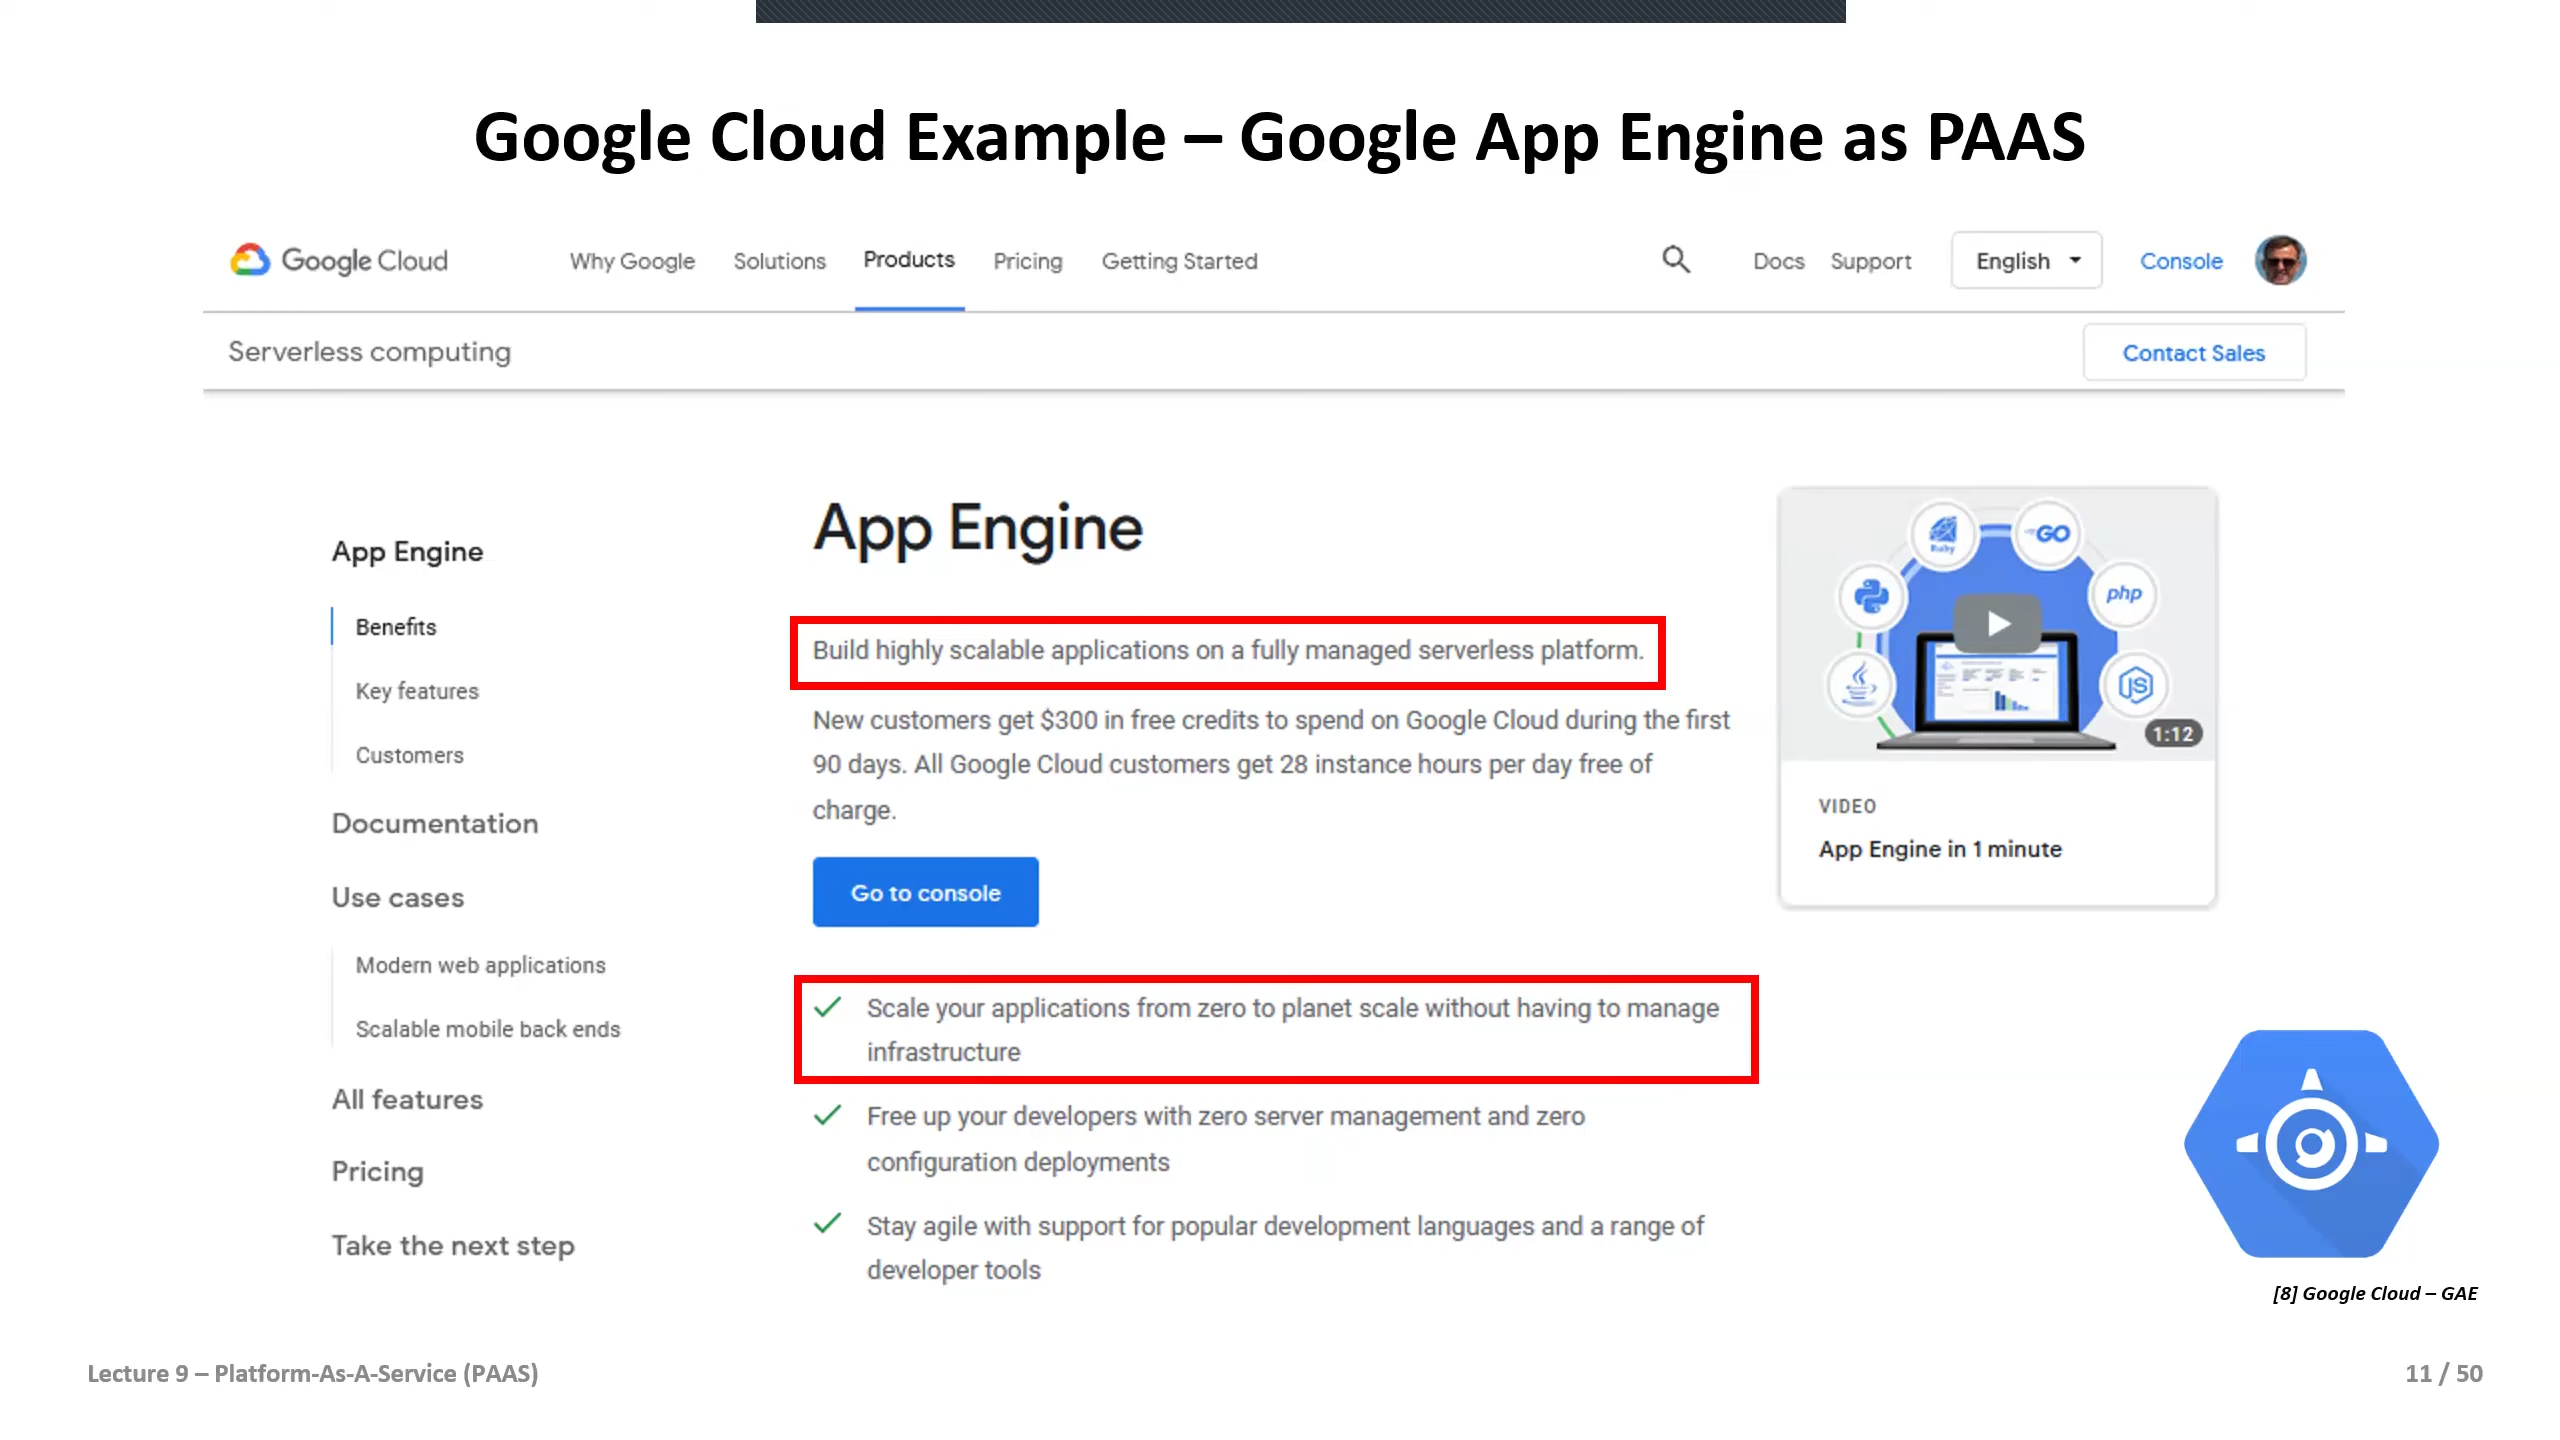 Google Cloud Example – Google App Engine as PAAS
Google Cloud
Why Google
Solutions
Products
Pricing
Getting Started
Docs
Support
English
Console
Serverless computing
Contact Sales
App Engine
Benefits
Key features
Customers
Documentation
Use cases
Modern web applications
Scalable mobile back ends
All features
Pricing
Take the next step
App Engine
Build highly scalable applications on a fully managed serverless platform.
New customers get $300 in free credits to spend on Google Cloud during the first
90 days. All Google Cloud customers get 28 instance hours per day free of
charge.
Go to console
Scale your applications from zero to planet scale without having to manage
infrastructure
Free up your developers with zero server management and zero
configuration deployments
Stay agile with support for popular development languages and a range of
developer tools
Ruby
GO
php
JS
1:12
VIDEO
App Engine in 1 minute
[8] Google Cloud – GAE
Lecture 9 – Platform-As-A-Service (PAAS)
11 / 50